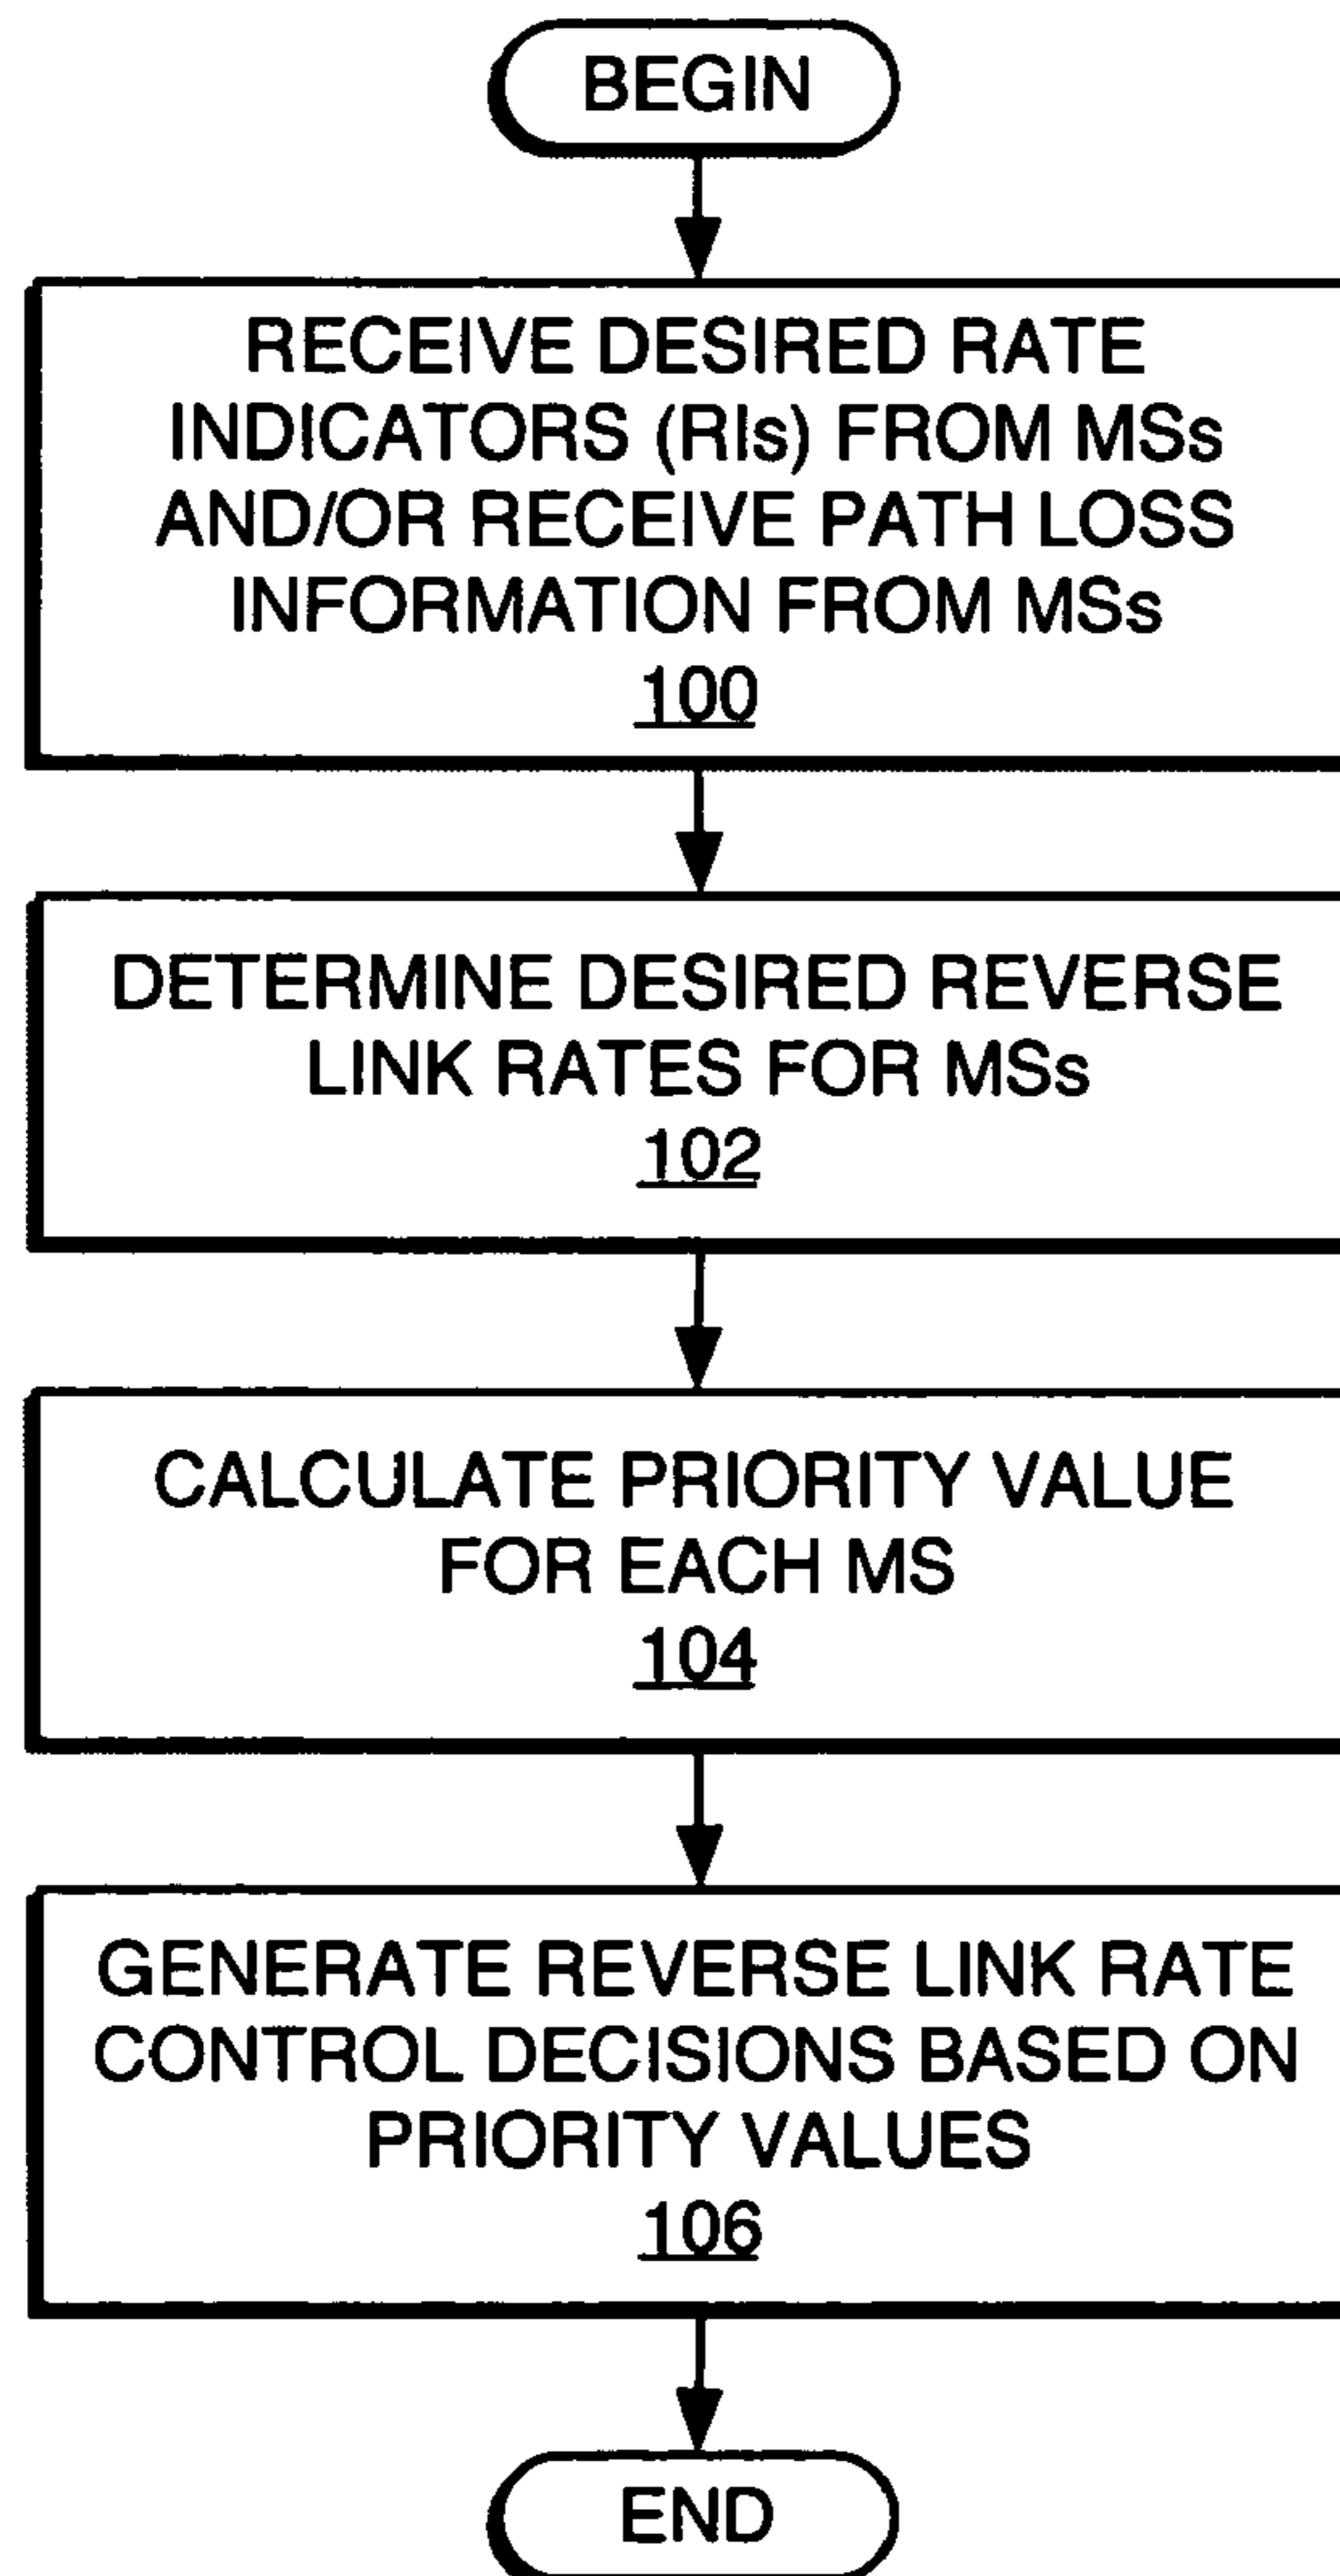 BEGIN
RECEIVE DESIRED RATE
INDICATORS (RIs) FROM MSs
AND/OR RECEIVE PATH LOSS
INFORMATION FROM MSs
100
DETERMINE DESIRED REVERSE
LINK RATES FOR MSs
102
CALCULATE PRIORITY VALUE
FOR EACH MS
104
GENERATE REVERSE LINK RATE
CONTROL DECISIONS BASED ON
PRIORITY VALUES
106
END